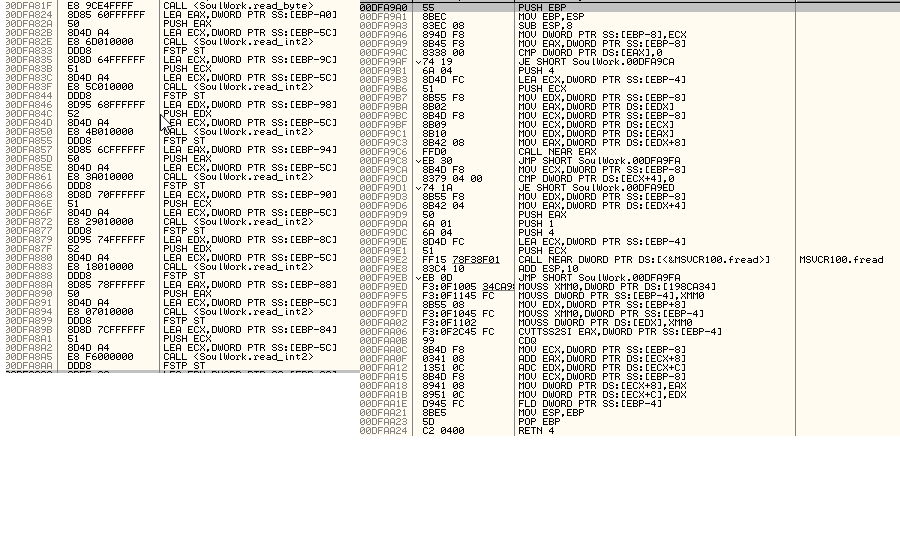 00DFA81F E8 9CE4FFFF CALL <SoulWork.read_byte>
00DFA824 8D85 60FFFFFF LEA EAX,DWORD PTR SS:[EBP-A0]
00DFA82A 50 PUSH EAX
00DFA82B 8D4D A4 LEA ECX,DWORD PTR SS:[EBP-5C]
00DFA82E E8 6D010000 CALL <SoulWork.read_int2>
00DFA833 DDD8 FSTP ST
00DFA835 8D8D 64FFFFFF LEA ECX,DWORD PTR SS:[EBP-9C]
00DFA83B 51 PUSH ECX
00DFA83C 8D4D A4 LEA ECX,DWORD PTR SS:[EBP-5C]
00DFA83F E8 5C010000 CALL <SoulWork.read_int2>
00DFA844 DDD8 FSTP ST
00DFA846 8D95 68FFFFFF LEA EDX,DWORD PTR SS:[EBP-98]
00DFA84C 52 PUSH EDX
00DFA84D 8D4D A4 LEA ECX,DWORD PTR SS:[EBP-5C]
00DFA850 E8 4B010000 CALL <SoulWork.read_int2>
00DFA855 DDD8 FSTP ST
00DFA857 8D85 6CFFFFFF LEA EAX,DWORD PTR SS:[EBP-94]
00DFA85D 50 PUSH EAX
00DFA85E 8D4D A4 LEA ECX,DWORD PTR SS:[EBP-5C]
00DFA861 E8 3A010000 CALL <SoulWork.read_int2>
00DFA866 DDD8 FSTP ST
00DFA868 8D8D 70FFFFFF LEA ECX,DWORD PTR SS:[EBP-90]
00DFA86E 51 PUSH ECX
00DFA86F 8D4D A4 LEA ECX,DWORD PTR SS:[EBP-5C]
00DFA872 E8 29010000 CALL <SoulWork.read_int2>
00DFA877 DDD8 FSTP ST
00DFA879 8D95 74FFFFFF LEA EDX,DWORD PTR SS:[EBP-8C]
00DFA87F 52 PUSH EDX
00DFA880 8D4D A4 LEA ECX,DWORD PTR SS:[EBP-5C]
00DFA883 E8 18010000 CALL <SoulWork.read_int2>
00DFA888 DDD8 FSTP ST
00DFA88A 8D85 78FFFFFF LEA EAX,DWORD PTR SS:[EBP-88]
00DFA890 50 PUSH EAX
00DFA891 8D4D A4 LEA ECX,DWORD PTR SS:[EBP-5C]
00DFA894 E8 07010000 CALL <SoulWork.read_int2>
00DFA899 DDD8 FSTP ST
00DFA89B 8D8D 7CFFFFFF LEA ECX,DWORD PTR SS:[EBP-84]
00DFA8A1 51 PUSH ECX
00DFA8A2 8D4D A4 LEA ECX,DWORD PTR SS:[EBP-5C]
00DFA8A5 E8 F6000000 CALL <SoulWork.read_int2>
00DFA8AA DDD8 FSTP ST
00DFA9A0 55 PUSH EBP
00DFA9A1 8BEC MOV EBP,ESP
00DFA9A3 83EC 08 SUB ESP,8
00DFA9A6 894D F8 MOV DWORD PTR SS:[EBP-8],ECX
00DFA9A9 8B45 F8 MOV EAX,DWORD PTR SS:[EBP-8]
00DFA9AC 8338 00 CMP DWORD PTR DS:[EAX],0
00DFA9AF 74 19 JE SHORT SoulWork.00DFA9CA
00DFA9B1 6A 04 PUSH 4
00DFA9B3 8D4D FC LEA ECX,DWORD PTR SS:[EBP-4]
00DFA9B6 51 PUSH ECX
00DFA9B7 8B55 F8 MOV EDX,DWORD PTR SS:[EBP-8]
00DFA9BA 8B02 MOV EAX,DWORD PTR DS:[EDX]
00DFA9BC 8B4D F8 MOV ECX,DWORD PTR SS:[EBP-8]
00DFA9BF 8B09 MOV ECX,DWORD PTR DS:[ECX]
00DFA9C1 8B10 MOV EDX,DWORD PTR DS:[EAX]
00DFA9C3 8B42 08 MOV EAX,DWORD PTR DS:[EDX+8]
00DFA9C6 FFD0 CALL NEAR EAX
00DFA9C8 EB 30 JMP SHORT SoulWork.00DFA9FA
00DFA9CA 8B4D F8 MOV ECX,DWORD PTR SS:[EBP-8]
00DFA9CD 8379 04 00 CMP DWORD PTR DS:[ECX+4],0
00DFA9D1 74 1A JE SHORT SoulWork.00DFA9ED
00DFA9D3 8B55 F8 MOV EDX,DWORD PTR SS:[EBP-8]
00DFA9D6 8B42 04 MOV EAX,DWORD PTR DS:[EDX+4]
00DFA9D9 50 PUSH EAX
00DFA9DA 6A 01 PUSH 1
00DFA9DC 6A 04 PUSH 4
00DFA9DE 8D4D FC LEA ECX,DWORD PTR SS:[EBP-4]
00DFA9E1 51 PUSH ECX
00DFA9E2 FF15 78F38F01 CALL NEAR DWORD PTR DS:[<&MSVCR100.fread>] MSVCR100.fread
00DFA9E8 83C4 10 ADD ESP,10
00DFA9EB EB 0D JMP SHORT SoulWork.00DFA9FA
00DFA9ED F3:0F1005 34CA98 MOVSS XMM0,DWORD PTR DS:[198CA34]
00DFA9F5 F3:0F1145 FC MOVSS DWORD PTR SS:[EBP-4],XMM0
00DFA9FA 8B55 08 MOV EDX,DWORD PTR SS:[EBP+8]
00DFA9FD F3:0F1045 FC MOVSS XMM0,DWORD PTR SS:[EBP-4]
00DFAA02 F3:0F1102 MOVSS DWORD PTR DS:[EDX],XMM0
00DFAA06 F3:0F2C45 FC CVTTSS2SI EAX,DWORD PTR SS:[EBP-4]
00DFAA0B 99 CDQ
00DFAA0C 8B4D F8 MOV ECX,DWORD PTR SS:[EBP-8]
00DFAA0F 0341 08 ADD EAX,DWORD PTR DS:[ECX+8]
00DFAA12 1351 0C ADC EDX,DWORD PTR DS:[ECX+C]
00DFAA15 8B4D F8 MOV ECX,DWORD PTR SS:[EBP-8]
00DFAA18 8941 08 MOV DWORD PTR DS:[ECX+8],EAX
00DFAA1B 8951 0C MOV DWORD PTR DS:[ECX+C],EDX
00DFAA1E D945 FC FLD DWORD PTR SS:[EBP-4]
00DFAA21 8BE5 MOV ESP,EBP
00DFAA23 5D POP EBP
00DFAA24 C2 0400 RETN 4